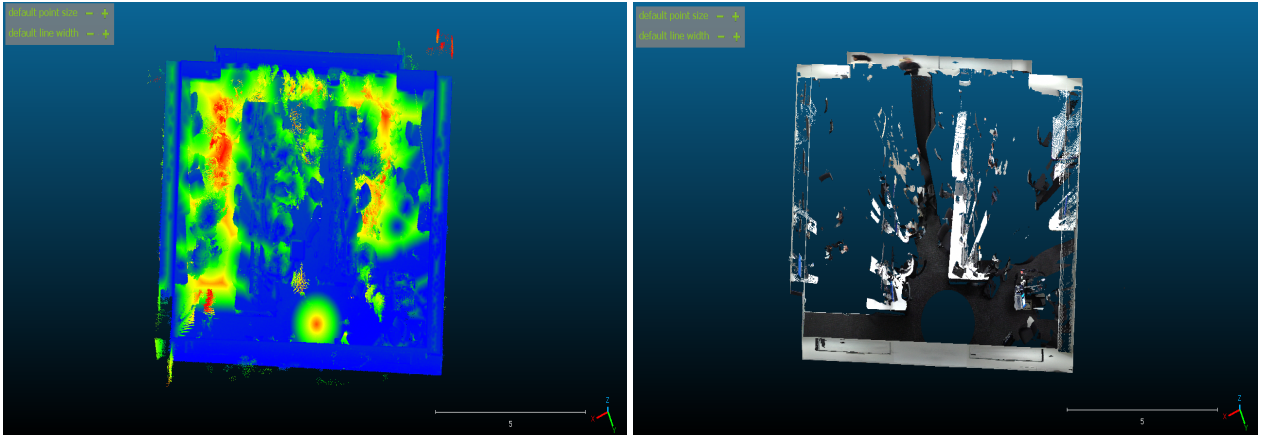 default point size − +
default line width − +
5
Z
X
Y
default point size − +
default line width − +
5
Z
X
Y